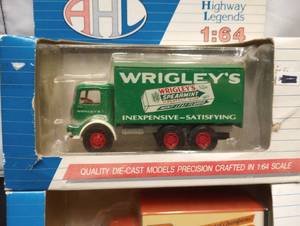 AHL
Highway
Legends
1:64
WRIGLEY'S
WRIGLEY'S
SPEARMINT
INEXPENSIVE-SATISFYING
QUALITY DIE-CAST MODELS PRECISION CRAFTED IN 1:64 SCALE